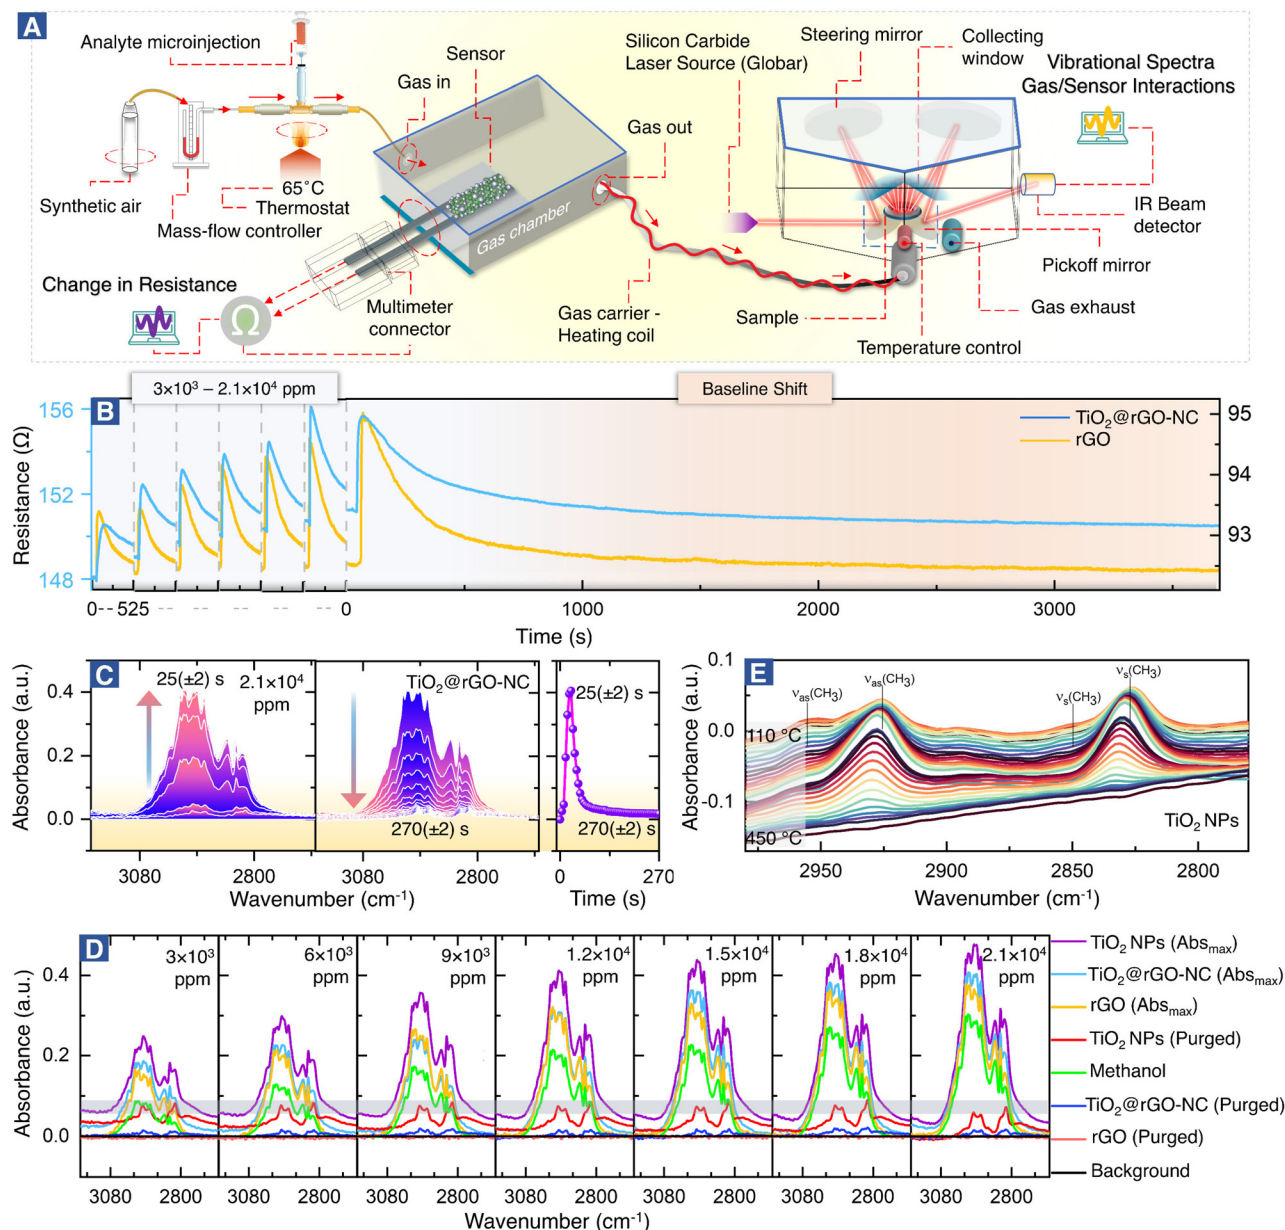 A
Analyte microinjection
Sensor
Gas in
Silicon Carbide
Laser Source (Globar)
Steering mirror
Collecting
window
Vibrational Spectra
Gas/Sensor Interactions
Gas out
Synthetic air
65°C
Thermostat
Mass-flow controller
Gas chamber
IR Beam
detector
Pickoff mirror
Change in Resistance
Ω
Multimeter
connector
Gas carrier -
Heating coil
Sample
Gas exhaust
Temperature control
B
3×10³ – 2.1×10⁴ ppm
Baseline Shift
TiO₂@rGO-NC
rGO
Resistance (Ω)
156
152
148
95
94
93
0--525
-- -- -- -- --
0
1000
2000
3000
Time (s)
C
25(±2) s
2.1×10⁴
ppm
TiO₂@rGO-NC
270(±2) s
25(±2) s
270(±2) s
Absorbance (a.u.)
0.4
0.2
0.0
3080
2800
3080
2800
Wavenumber (cm⁻¹)
0
270
Time (s)
E
νas(CH₃)
νas(CH₃)
νs(CH₃)
νs(CH₃)
110 °C
450 °C
TiO₂ NPs
Absorbance (a.u.)
0.1
0.0
-0.1
2950
2900
2850
2800
Wavenumber (cm⁻¹)
D
3×10³
ppm
6×10³
ppm
9×10³
ppm
1.2×10⁴
ppm
1.5×10⁴
ppm
1.8×10⁴
ppm
2.1×10⁴
ppm
Absorbance (a.u.)
0.4
0.2
0.0
3080 2800 3080 2800 3080 2800 3080 2800 3080 2800 3080 2800 3080 2800
Wavenumber (cm⁻¹)
TiO₂ NPs (Absmax)
TiO₂@rGO-NC (Absmax)
rGO (Absmax)
TiO₂ NPs (Purged)
Methanol
TiO₂@rGO-NC (Purged)
rGO (Purged)
Background